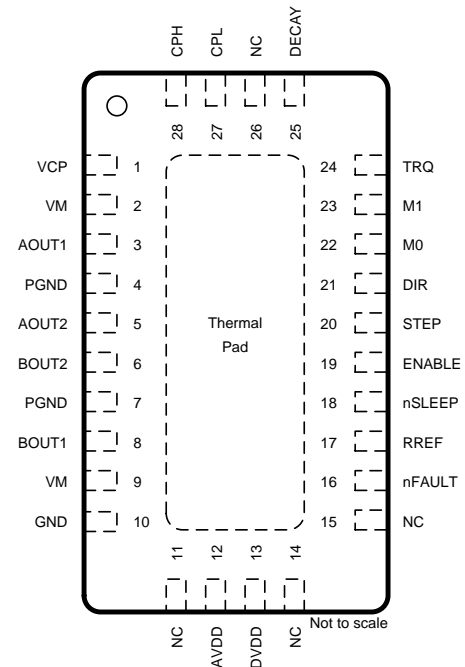 CPH
CPL
NC
DECAY
28
27
26
25
VCP 1
VM 2
AOUT1 3
PGND 4
AOUT2 5
BOUT2 6
PGND 7
BOUT1 8
VM 9
GND 10
Thermal
Pad
24 TRQ
23 M1
22 M0
21 DIR
20 STEP
19 ENABLE
18 nSLEEP
17 RREF
16 nFAULT
15 NC
11
12
13
14
NC
AVDD
DVDD
NC
Not to scale